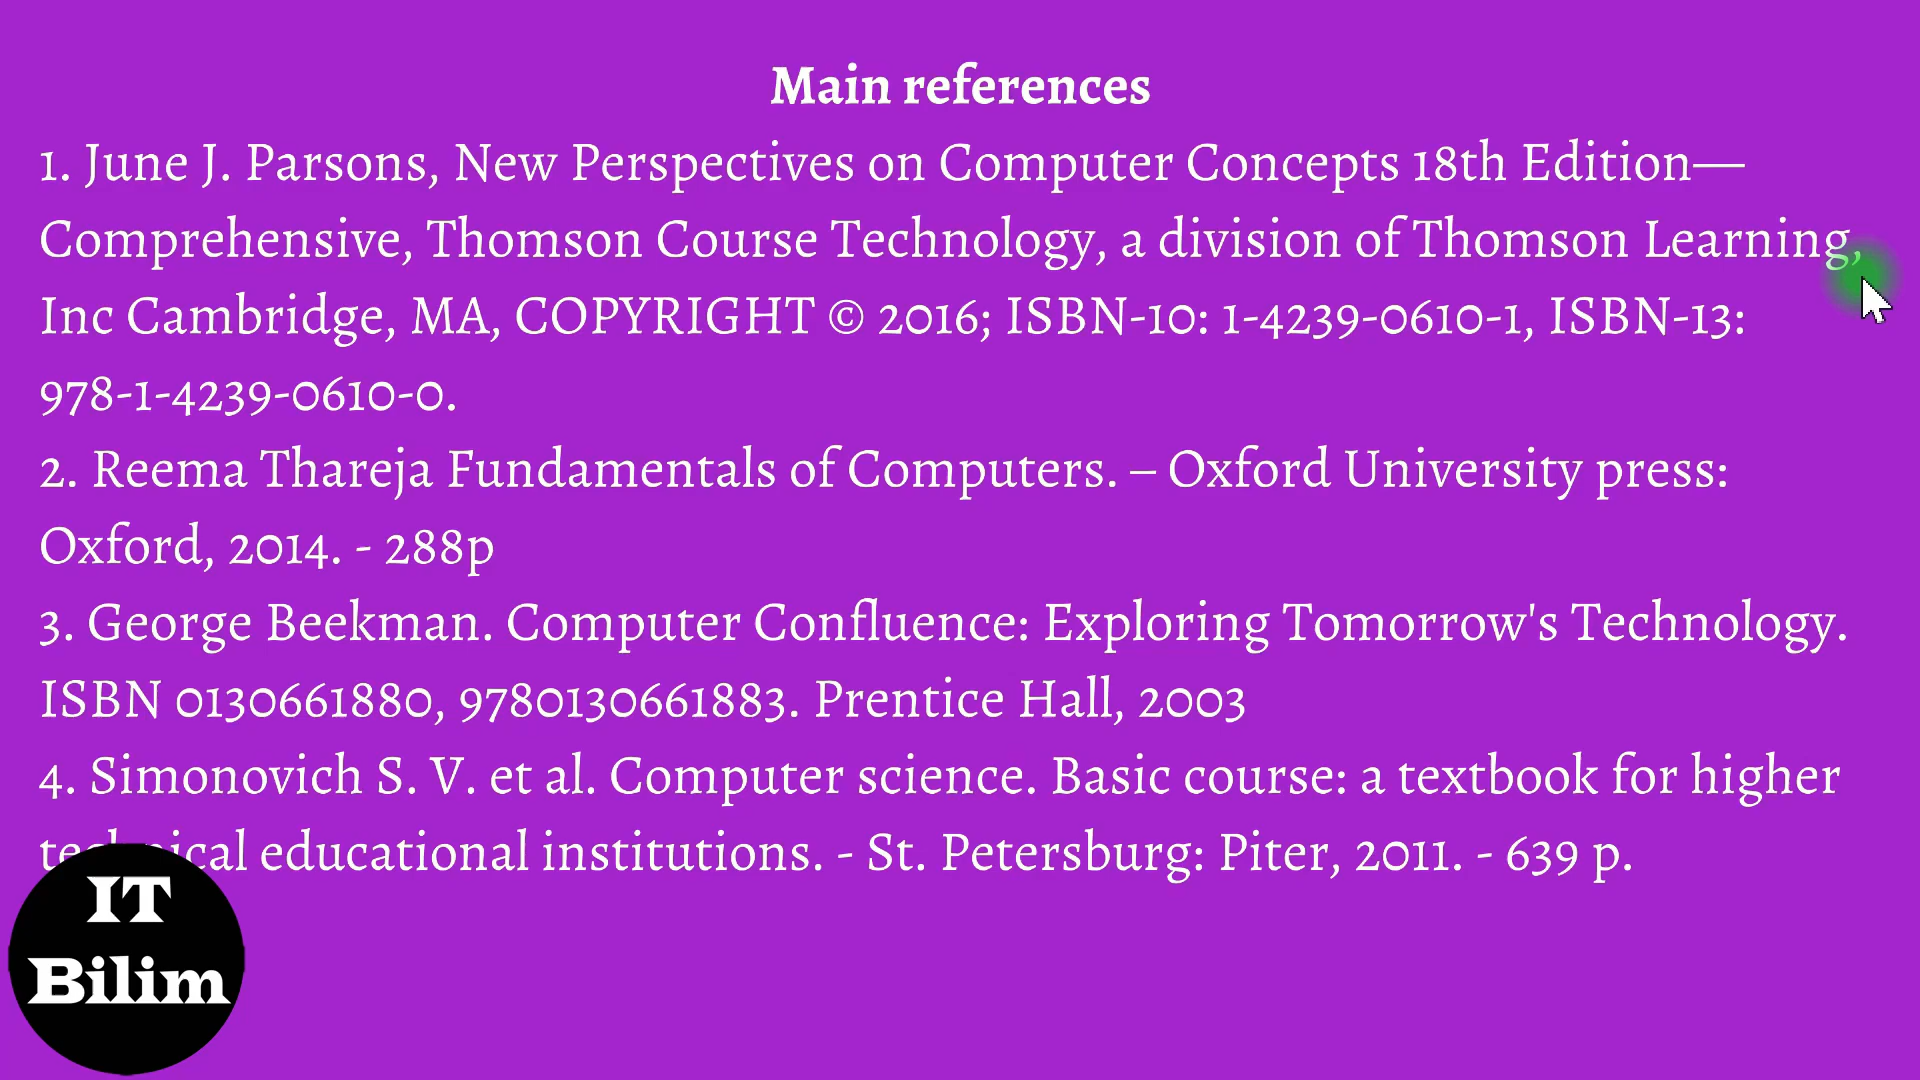 Main references
1. June J. Parsons, New Perspectives on Computer Concepts 18th Edition—
Comprehensive, Thomson Course Technology, a division of Thomson Learning,
Inc Cambridge, MA, COPYRIGHT © 2016; ISBN-10: 1-4239-0610-1, ISBN-13:
978-1-4239-0610-0.
2. Reema Thareja Fundamentals of Computers. – Oxford University press:
Oxford, 2014. - 288p
3. George Beekman. Computer Confluence: Exploring Tomorrow's Technology.
ISBN 0130661880, 9780130661883. Prentice Hall, 2003
4. Simonovich S. V. et al. Computer science. Basic course: a textbook for higher
technical educational institutions. - St. Petersburg: Piter, 2011. - 639 p.
IT
Bilim